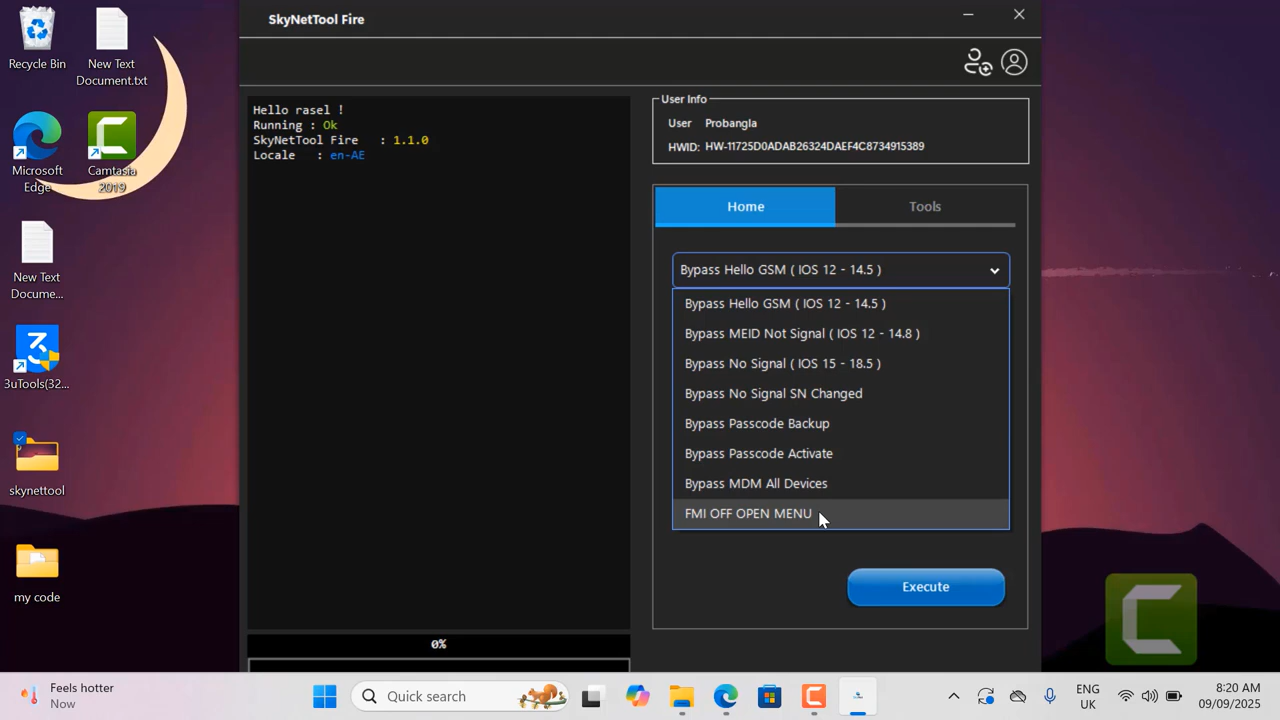 SkyNetTool Fire
Recycle Bin
New Text
Document.txt
Microsoft
Edge
Camtasia
2019
New Text
Docume...
3uTools(32...
skynettool
my code
Hello rasel !
Running : Ok
SkyNetTool Fire : 1.1.0
Locale : en-AE
0%
User Info
User Probangla
HWID: HW-11725D0ADAB26324DAEF4C8734915389
Home
Tools
Bypass Hello GSM ( IOS 12 - 14.5 )
Bypass Hello GSM ( IOS 12 - 14.5 )
Bypass MEID Not Signal ( IOS 12 - 14.8 )
Bypass No Signal ( IOS 15 - 18.5 )
Bypass No Signal SN Changed
Bypass Passcode Backup
Bypass Passcode Activate
Bypass MDM All Devices
FMI OFF OPEN MENU
Execute
Feels hotter
Now
Quick search
ENG
UK
8:20 AM
09/09/2025